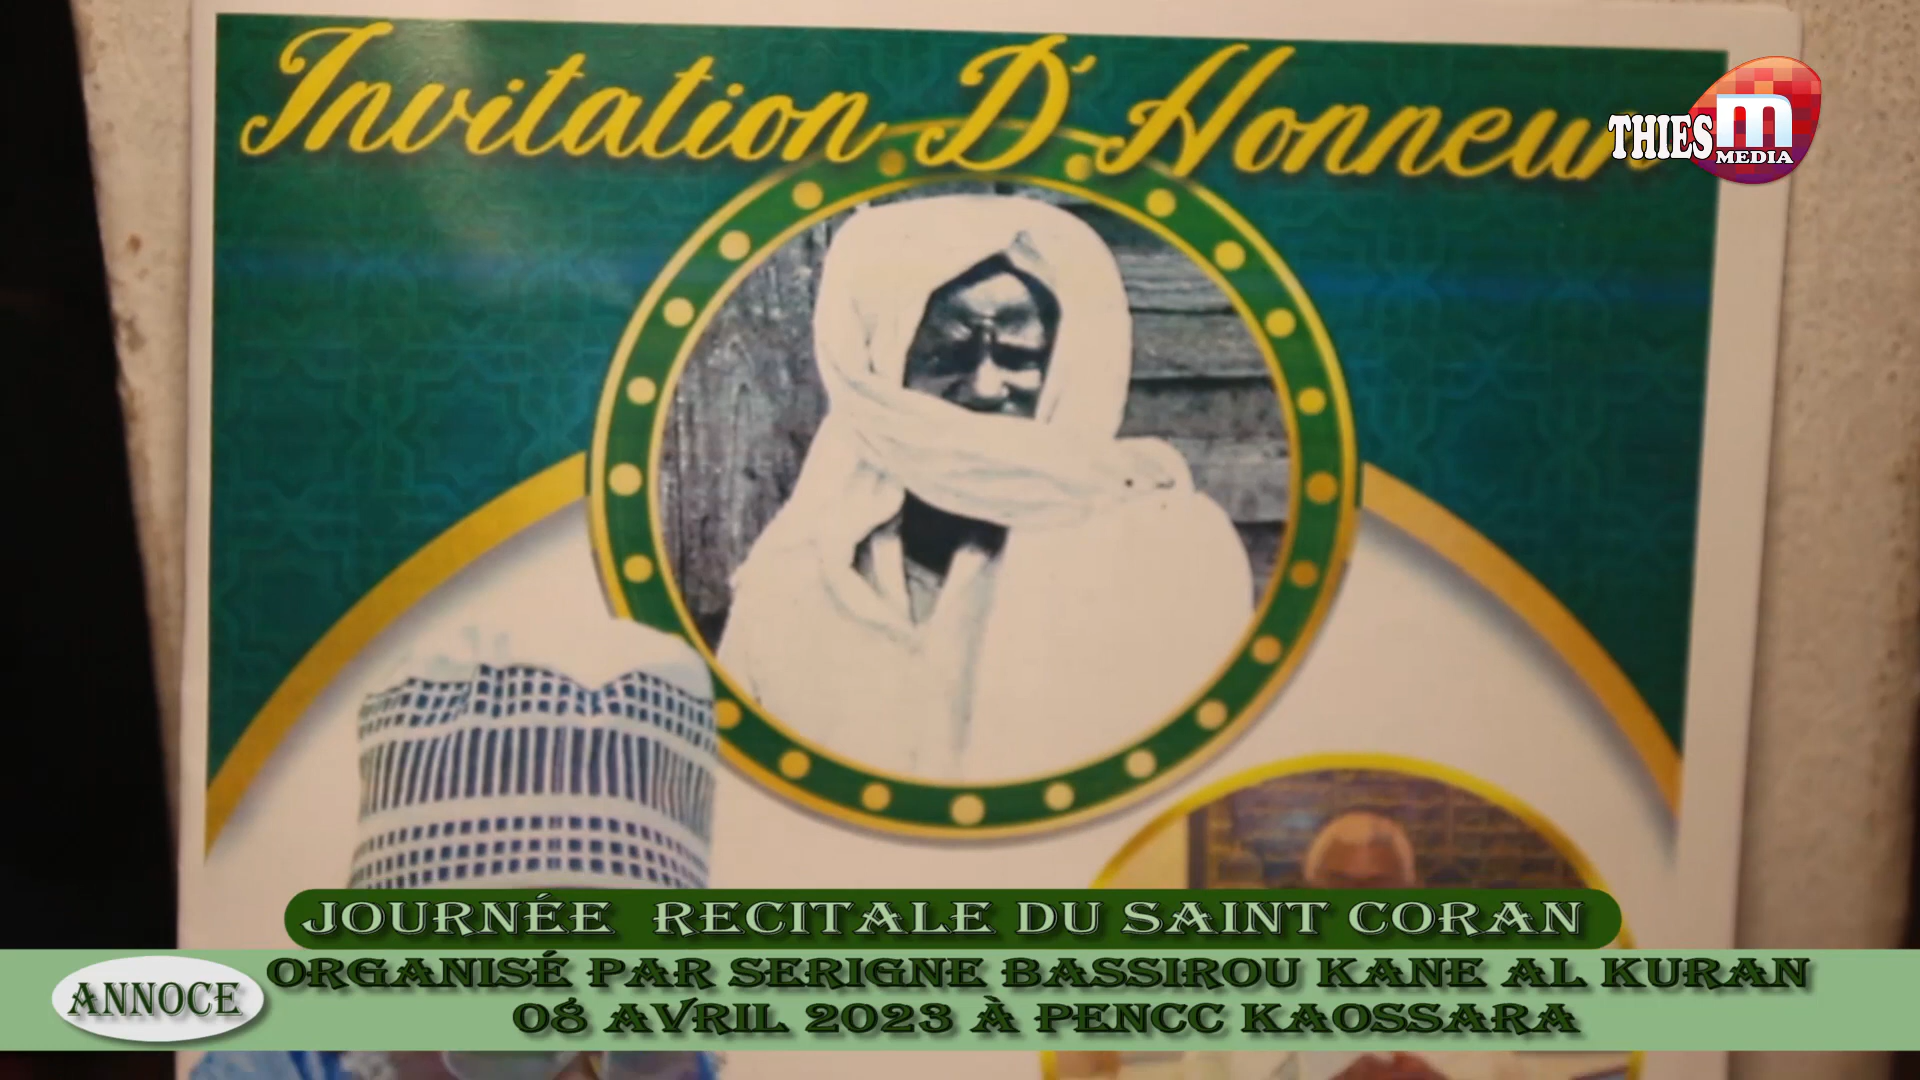 Invitation D'Honneur
THIES m
MEDIA
JOURNÉE RECITALE DU SAINT CORAN
ANNOCE
ORGANISÉ PAR SERIGNE BASSIROU KANE AL KURAN
08 AVRIL 2023 À PENCC KAOSSARA